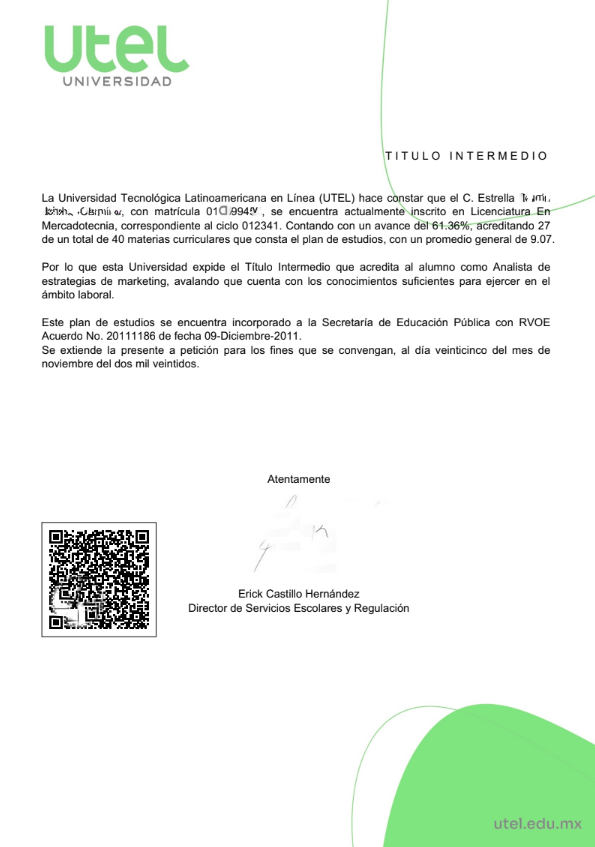 Utel
UNIVERSIDAD
TITULO INTERMEDIO
La Universidad Tecnológica Latinoamericana en Línea (UTEL) hace constar que el C. Estrella
con matrícula , se encuentra actualmente inscrito en Licenciatura En
Mercadotecnia, correspondiente al ciclo 012341. Contando con un avance del 61.36%, acreditando 27
de un total de 40 materias curriculares que consta el plan de estudios, con un promedio general de 9.07.
Por lo que esta Universidad expide el Título Intermedio que acredita al alumno como Analista de
estrategias de marketing, avalando que cuenta con los conocimientos suficientes para ejercer en el
ámbito laboral.
Este plan de estudios se encuentra incorporado a la Secretaría de Educación Pública con RVOE
Acuerdo No. 20111186 de fecha 09-Diciembre-2011.
Se extiende la presente a petición para los fines que se convengan, al día veinticinco del mes de
noviembre del dos mil veintidos.
Atentamente
Erick Castillo Hernández
Director de Servicios Escolares y Regulación
utel.edu.mx